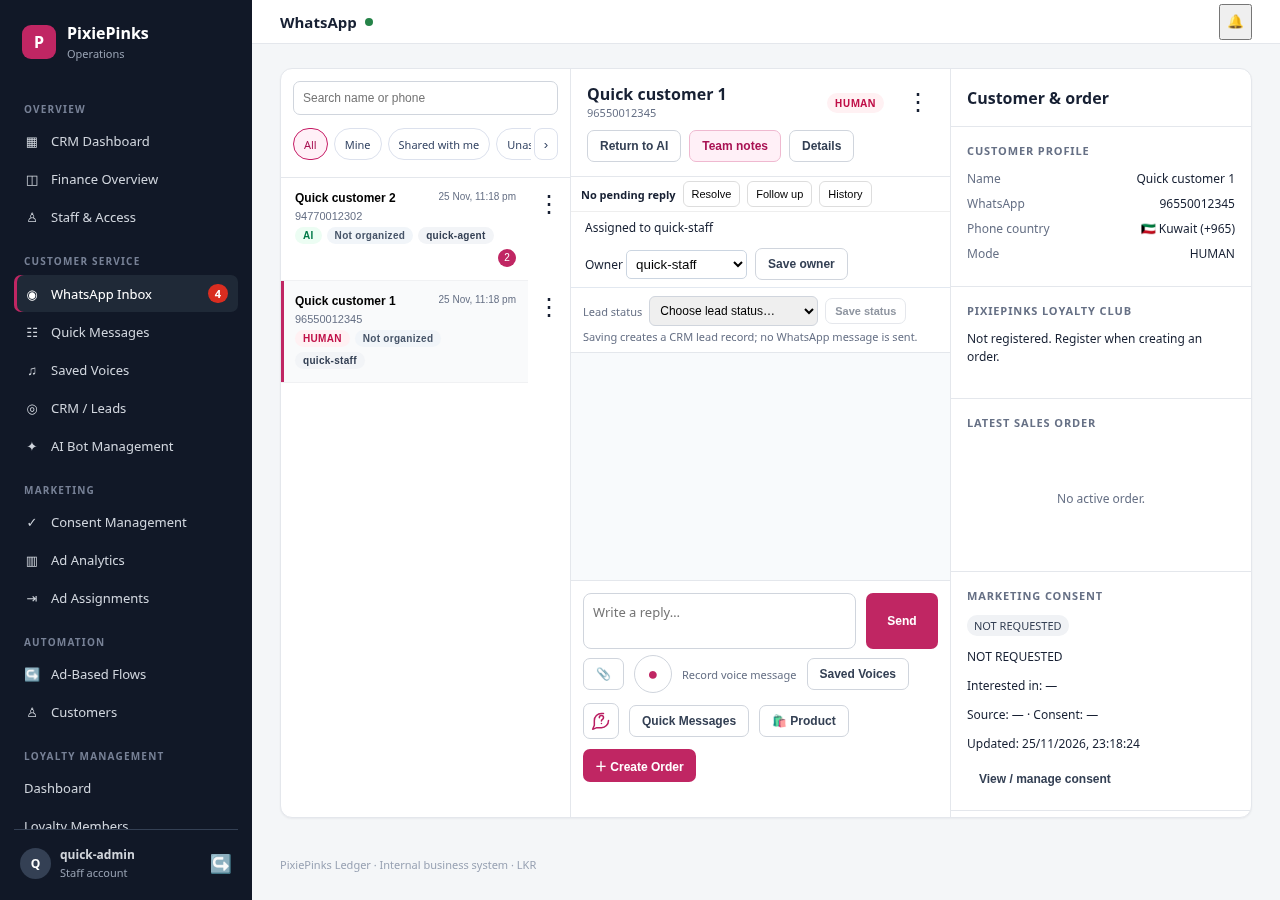 P
PixiePinks
Operations
OVERVIEW
CRM Dashboard
Finance Overview
Staff & Access
CUSTOMER SERVICE
WhatsApp Inbox 4
Quick Messages
Saved Voices
CRM / Leads
AI Bot Management
MARKETING
Consent Management
Ad Analytics
Ad Assignments
AUTOMATION
Ad-Based Flows
Customers
LOYALTY MANAGEMENT
Dashboard
Loyalty Members
Q
quick-admin
Staff account
WhatsApp
Search name or phone
All Mine Shared with me Unas ›
Quick customer 2 25 Nov, 11:18 pm
94770012302
AI Not organized quick-agent
2
Quick customer 1 25 Nov, 11:18 pm
96550012345
HUMAN Not organized
quick-staff
Quick customer 1
96550012345
HUMAN
Return to AI Team notes Details
No pending reply Resolve Follow up History
Assigned to quick-staff
Owner quick-staff Save owner
Lead status Choose lead status… Save status
Saving creates a CRM lead record; no WhatsApp message is sent.
Write a reply… Send
Record voice message Saved Voices
Quick Messages 🛍️ Product
+ Create Order
Customer & order
CUSTOMER PROFILE
Name Quick customer 1
WhatsApp 96550012345
Phone country 🇰🇼 Kuwait (+965)
Mode HUMAN
PIXIEPINKS LOYALTY CLUB
Not registered. Register when creating an
order.
LATEST SALES ORDER
No active order.
MARKETING CONSENT
NOT REQUESTED
NOT REQUESTED
Interested in: —
Source: — · Consent: —
Updated: 25/11/2026, 23:18:24
View / manage consent
PixiePinks Ledger · Internal business system · LKR